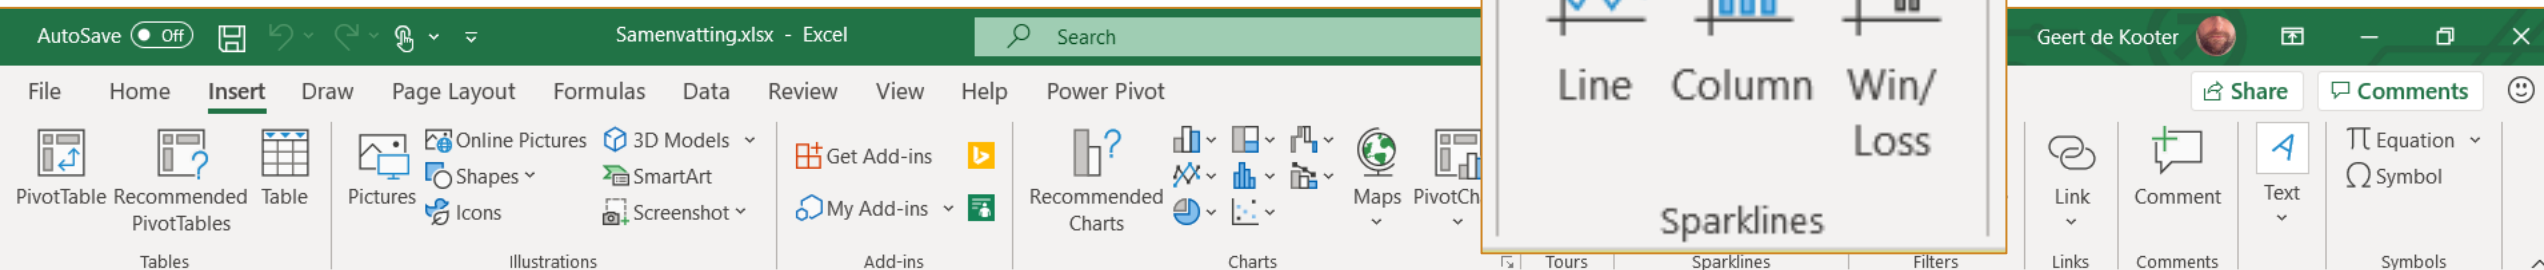 AutoSave Off Samenvatting.xlsx - Excel Search Geert de Kooter
File Home Insert Draw Page Layout Formulas Data Review View Help Power Pivot Share Comments
PivotTable
Recommended
PivotTables
Table
Tables
Pictures
Online Pictures
Shapes
Icons
3D Models
SmartArt
Screenshot
Illustrations
Get Add-ins
My Add-ins
Add-ins
Recommended
Charts
Maps
Charts
Line
Column
Win/
Loss
Sparklines
Tours
Sparklines
Filters
Link
Links
Comment
Comments
Text
Equation
Symbol
Symbols